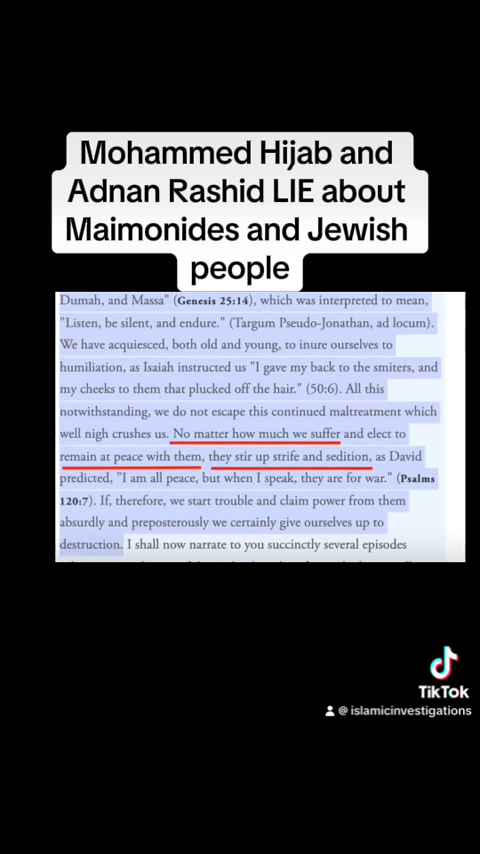 Mohammed Hijab and
Adnan Rashid LIE about
Maimonides and Jewish
people
Dumah, and Massa" (Genesis 25:14), which was interpreted to mean,
"Listen, be silent, and endure." (Targum Pseudo-Jonathan, ad locum).
We have acquiesced, both old and young, to inure ourselves to
humiliation, as Isaiah instructed us "I gave my back to the smiters, and
my cheeks to them that plucked off the hair." (50:6). All this
notwithstanding, we do not escape this continued maltreatment which
well nigh crushes us. No matter how much we suffer and elect to
remain at peace with them, they stir up strife and sedition, as David
predicted, "I am all peace, but when I speak, they are for war." (Psalms
120:7). If, therefore, we start trouble and claim power from them
absurdly and preposterously we certainly give ourselves up to
destruction. I shall now narrate to you succinctly several episodes
TikTok
@ islamicinvestigations